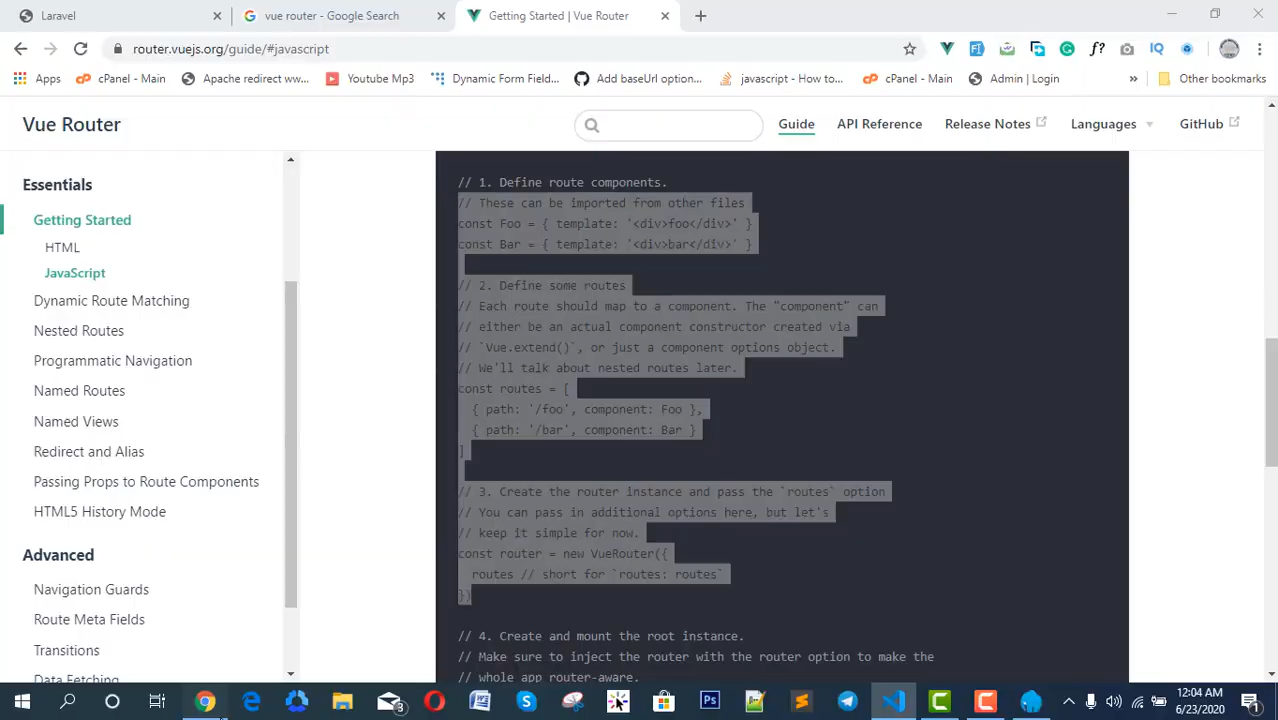 Laravel
vue router - Google Search
Getting Started | Vue Router
router.vuejs.org/guide/#javascript
Apps
cPanel - Main
Apache redirect ww...
Youtube Mp3
Dynamic Form Field...
Add baseUrl option...
javascript - How to...
cPanel - Main
Admin | Login
»
Other bookmarks
Vue Router
Guide
API Reference
Release Notes
Languages
GitHub
Essentials
Getting Started
HTML
JavaScript
Dynamic Route Matching
Nested Routes
Programmatic Navigation
Named Routes
Named Views
Redirect and Alias
Passing Props to Route Components
HTML5 History Mode
Advanced
Navigation Guards
Route Meta Fields
Transitions
Data Fetching
// 1. Define route components.
// These can be imported from other files
const Foo = { template: '<div>foo</div>' }
const Bar = { template: '<div>bar</div>' }
// 2. Define some routes
// Each route should map to a component. The "component" can
// either be an actual component constructor created via
// `Vue.extend()`, or just a component options object.
// We'll talk about nested routes later.
const routes = [
{ path: '/foo', component: Foo },
{ path: '/bar', component: Bar }
]
// 3. Create the router instance and pass the `routes` option
// You can pass in additional options here, but let's
// keep it simple for now.
const router = new VueRouter({
routes // short for `routes: routes`
})
// 4. Create and mount the root instance.
// Make sure to inject the router with the router option to make the
// whole app router-aware.
12:04 AM
6/23/2020